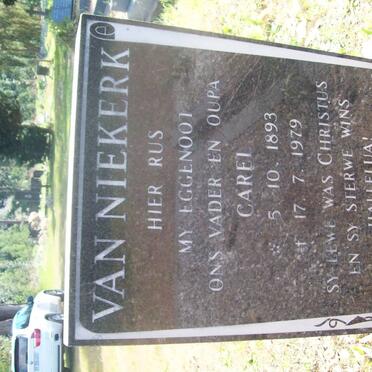 VAN NIEKERK
HIER RUS
MY EGGENOOT
ONS VADER EN OUPA
CAREL
* 5 · 10 · 1893
† 17 · 7 · 1979
SY LEWE WAS CHRISTUS
EN SY STERWE WINS
HALLELUJA!